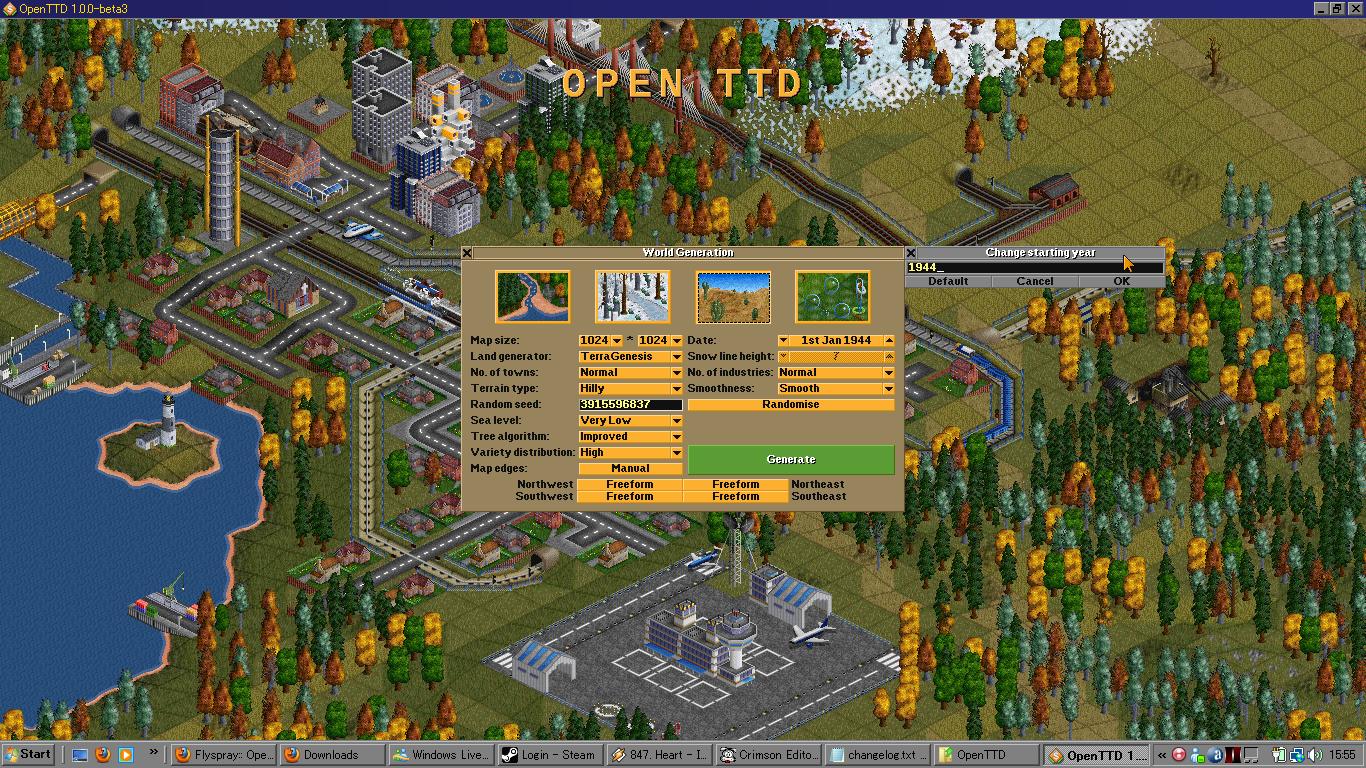 OpenTTD 1.0.0-beta3
OPEN TTD
World Generation
Change starting year
1944_
Default Cancel OK
Map size: 1024 * 1024 Date: 1st Jan 1944
Land generator: TerraGenesis Snow line height: 7
No. of towns: Normal No. of industries: Normal
Terrain type: Hilly Smoothness: Smooth
Random seed: 3915596837 Randomise
Sea level: Very Low
Tree algorithm: Improved
Variety distribution: High Generate
Map edges: Manual
Northwest Freeform Freeform Northeast
Southwest Freeform Freeform Southeast
Start » Flyspray:: Ope... Downloads Windows Live... Login - Steam 847. Heart - I... Crimson Edito... changelog.txt ... OpenTTD OpenTTD 1.... « 15:55